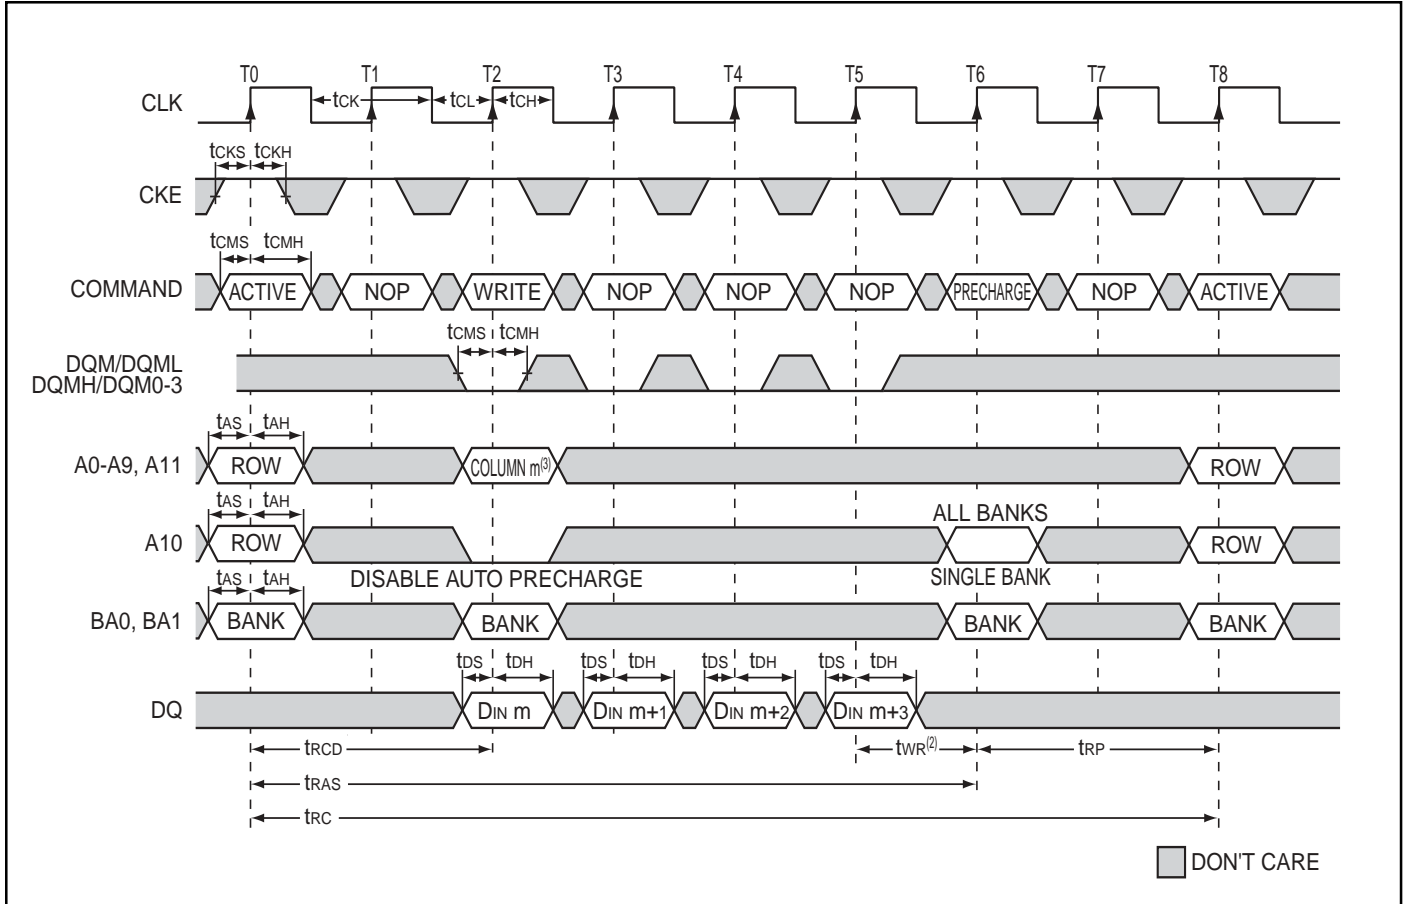 T0 T1 T2 T3 T4 T5 T6 T7 T8
CLK tCK tCL tCH
tCKS tCKH
CKE
tCMS tCMH
COMMAND ACTIVE NOP WRITE NOP NOP NOP PRECHARGE NOP ACTIVE
tCMS tCMH
DQM/DQML
DQMH/DQM0-3
tAS tAH
A0-A9, A11 ROW COLUMN m(3) ROW
tAS tAH ALL BANKS
A10 ROW ROW
tAS tAH DISABLE AUTO PRECHARGE SINGLE BANK
BA0, BA1 BANK BANK BANK BANK
tDS tDH tDS tDH tDS tDH tDS tDH
DQ DIN m DIN m+1 DIN m+2 DIN m+3
tRCD tWR(2) tRP
tRAS
tRC
DON'T CARE